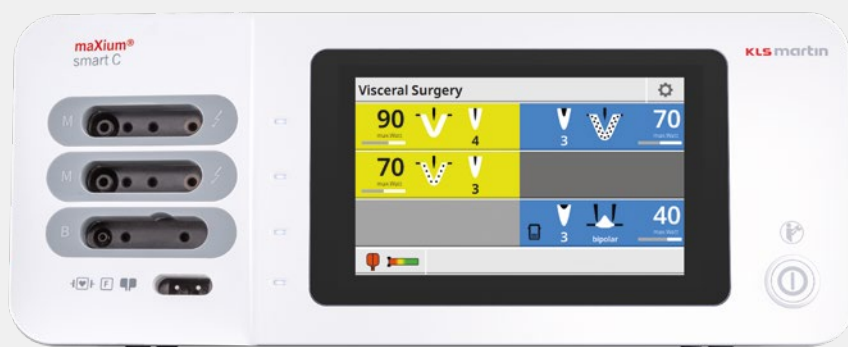 maXium®
smart C
KLS martin
Visceral Surgery
90
max.Watt
4
3
70
max.Watt
70
max.Watt
3
3
bipolar
40
max.Watt
M
M
B
F